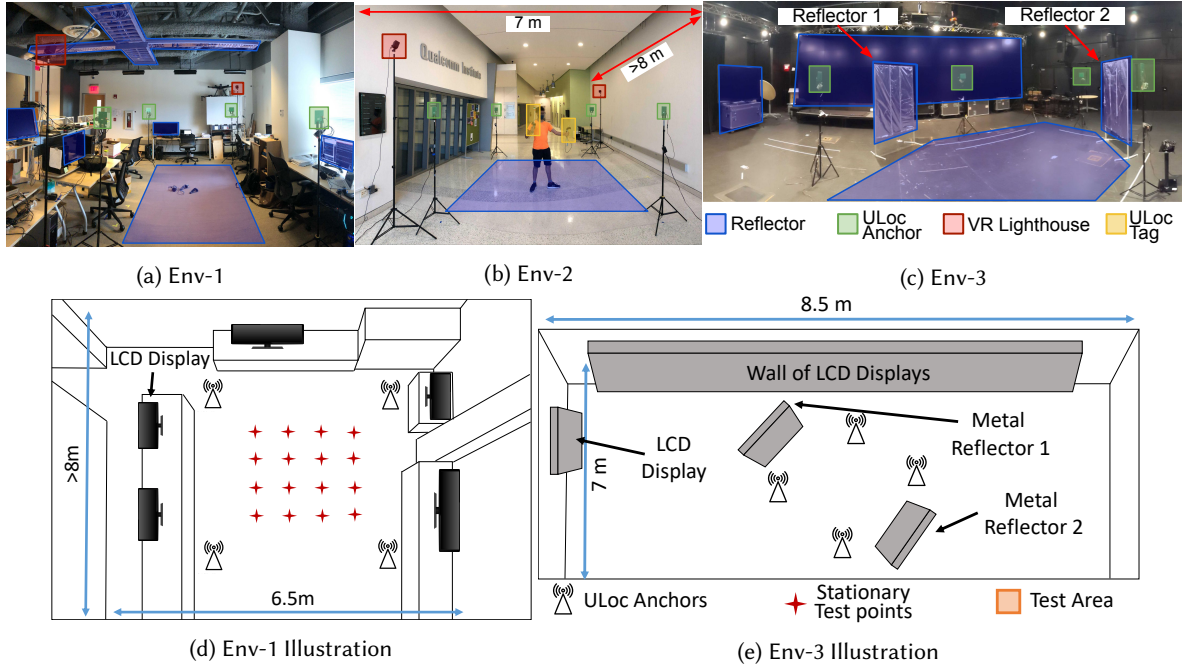 7 m
>8 m
Qualcomm Institute
Reflector 1
Reflector 2
Reflector
ULoc
Anchor
VR Lighthouse
ULoc
Tag
(a) Env-1
(b) Env-2
(c) Env-3
LCD Display
>8m
6.5m
8.5 m
Wall of LCD Displays
LCD
Display
7 m
Metal
Reflector 1
Metal
Reflector 2
ULoc Anchors
Stationary
Test points
Test Area
(d) Env-1 Illustration
(e) Env-3 Illustration